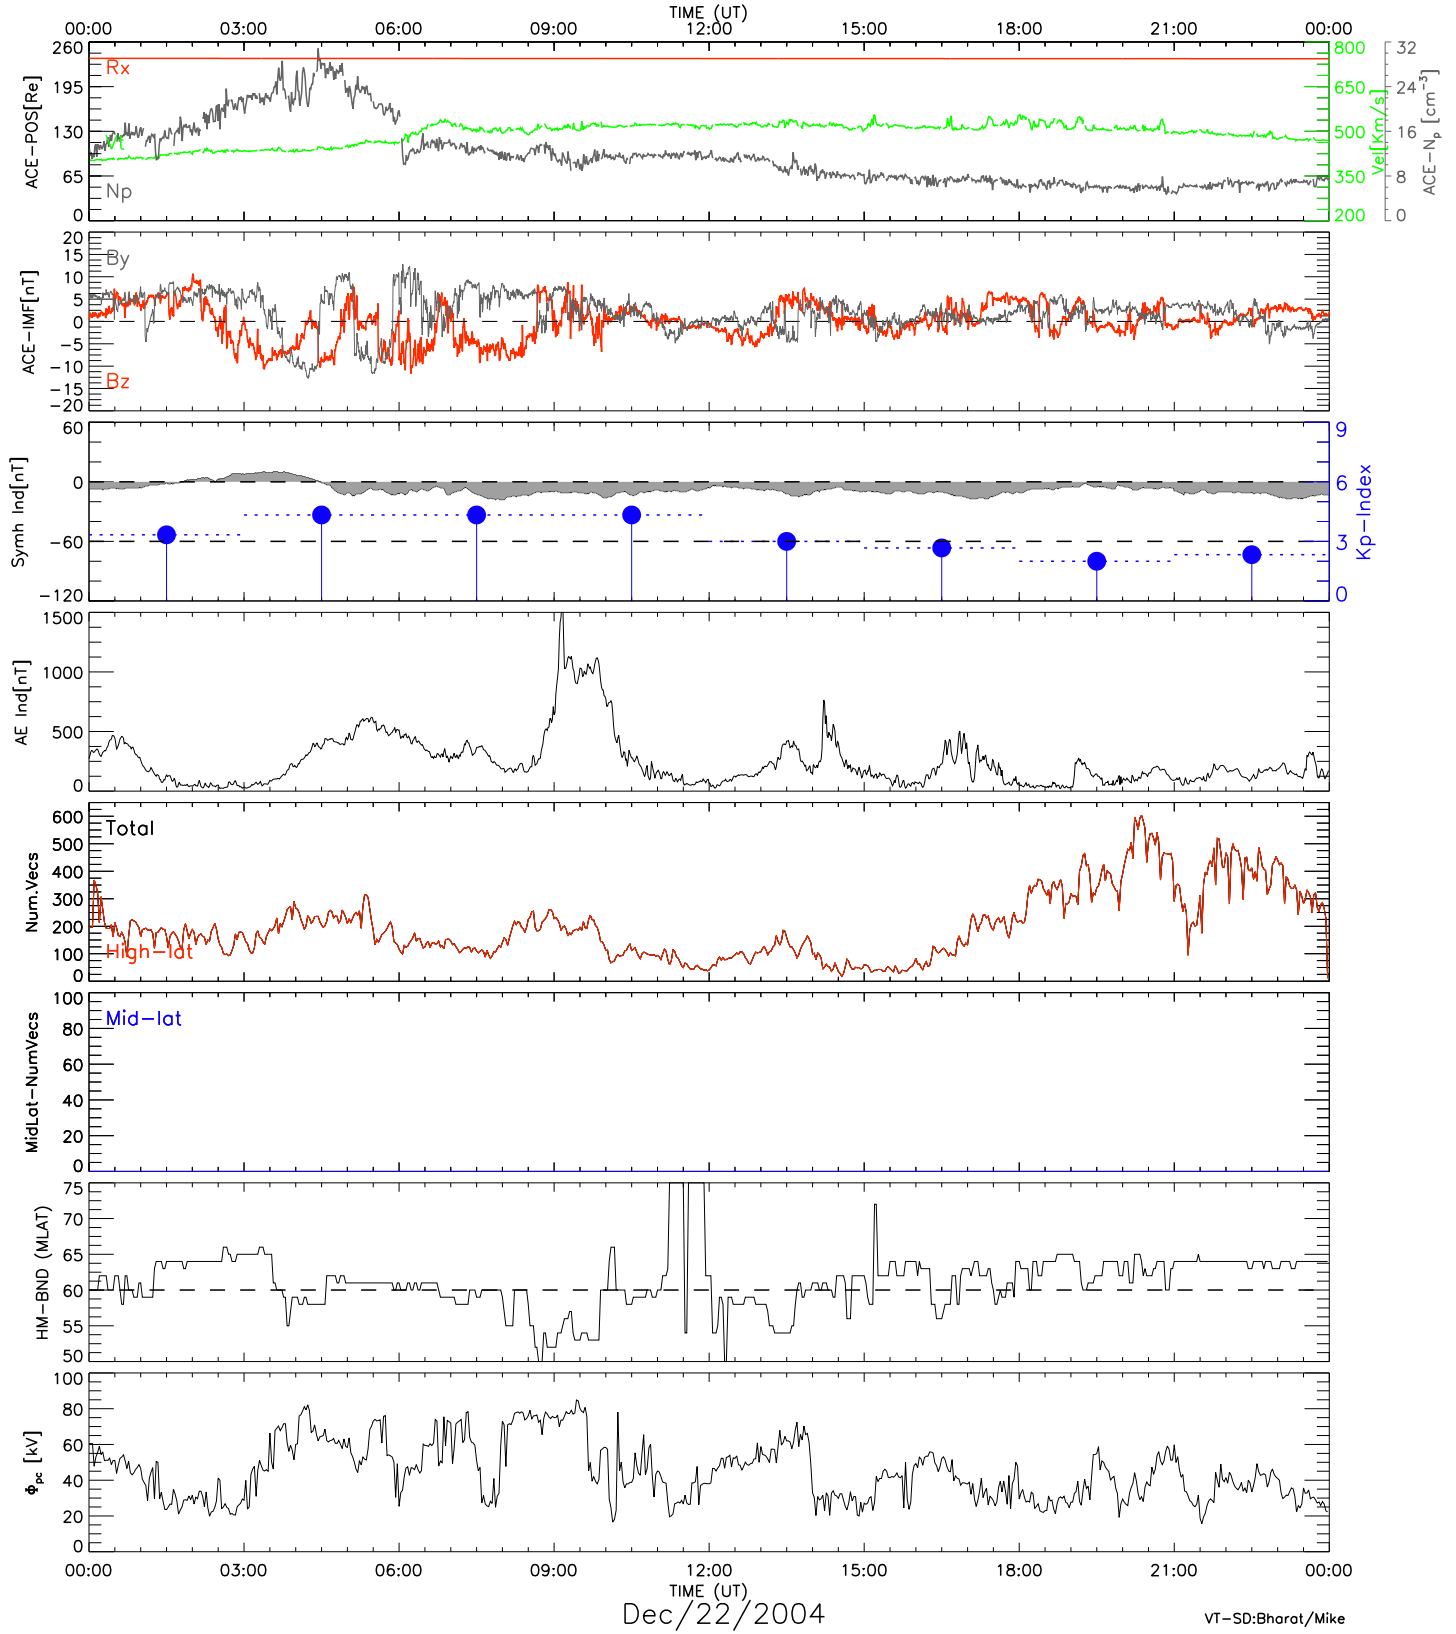 TIME (UT)
00:00 03:00 06:00 09:00 12:00 15:00 18:00 21:00 00:00
ACE-POS[Re]
260
195
130
65
0
Rx
Vx
Np
800
650
500
350
200
Vel[Km/s]
32
24
16
8
0
ACE-Np [cm-3]
ACE-IMF[nT]
20
15
10
5
0
-5
-10
-15
-20
By
Bz
Symh Ind[nT]
60
0
-60
-120
9
6
3
0
Kp-Index
AE Ind[nT]
1500
1000
500
0
Num.Vecs
600
500
400
300
200
100
0
Total
High-lat
MidLat-NumVecs
100
80
60
40
20
0
Mid-lat
HM-BND (MLAT)
75
70
65
60
55
50
Φpc [kV]
100
80
60
40
20
0
00:00 03:00 06:00 09:00 12:00 15:00 18:00 21:00 00:00
TIME (UT)
Dec/22/2004
VT-SD:Bharat/Mike